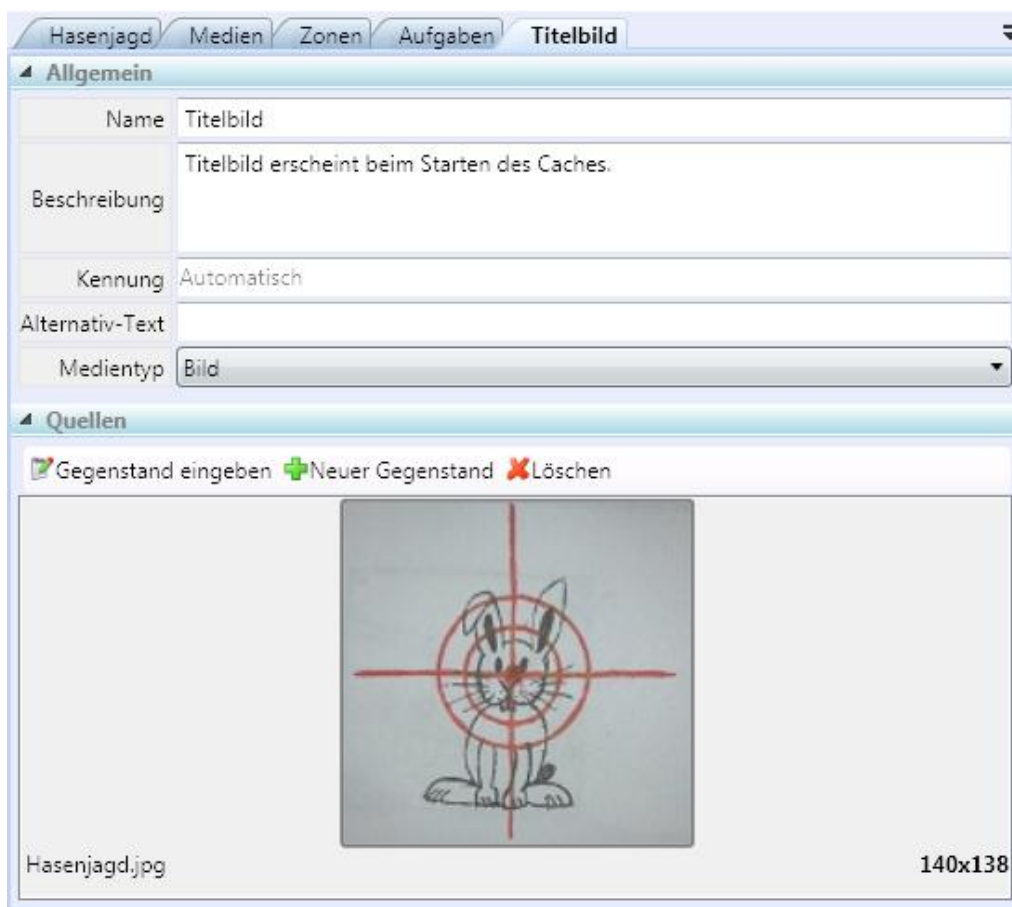 Hasenjagd Medien Zonen Aufgaben Titelbild
Allgemein
Name Titelbild
Beschreibung Titelbild erscheint beim Starten des Caches.
Kennung Automatisch
Alternativ-Text
Medientyp Bild
Quellen
Gegenstand eingeben Neuer Gegenstand Löschen
Hasenjagd.jpg 140x138